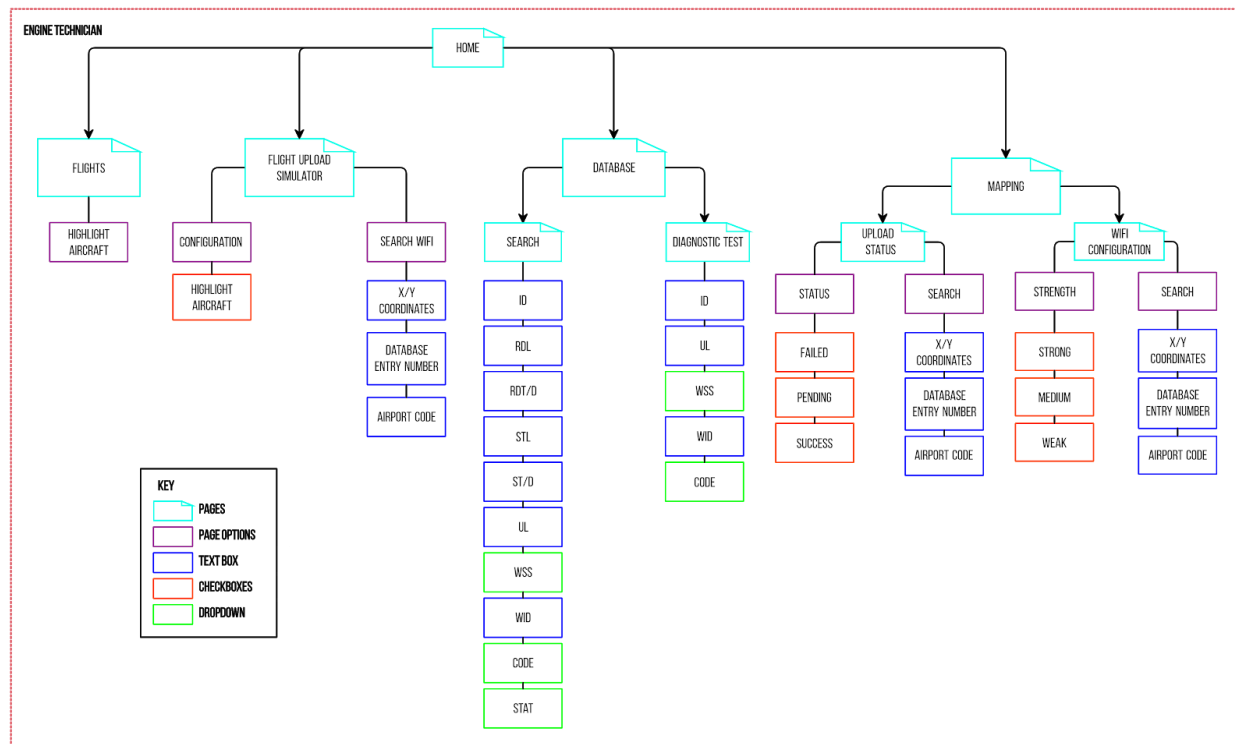 ENGINE TECHNICIAN
HOME
FLIGHTS
FLIGHT UPLOAD
SIMULATOR
DATABASE
MAPPING
HIGHLIGHT
AIRCRAFT
CONFIGURATION
HIGHLIGHT
AIRCRAFT
SEARCH WIFI
X/Y
COORDINATES
DATABASE
ENTRY NUMBER
AIRPORT CODE
SEARCH
ID
RDL
RDT/D
STL
ST/D
UL
WSS
WID
CODE
STAT
DIAGNOSTIC TEST
ID
UL
WSS
WID
CODE
UPLOAD
STATUS
STATUS
FAILED
PENDING
SUCCESS
SEARCH
X/Y
COORDINATES
DATABASE
ENTRY NUMBER
AIRPORT CODE
WIFI
CONFIGURATION
STRENGTH
STRONG
MEDIUM
WEAK
SEARCH
X/Y
COORDINATES
DATABASE
ENTRY NUMBER
AIRPORT CODE
KEY
PAGES
PAGE OPTIONS
TEXT BOX
CHECKBOXES
DROPDOWN